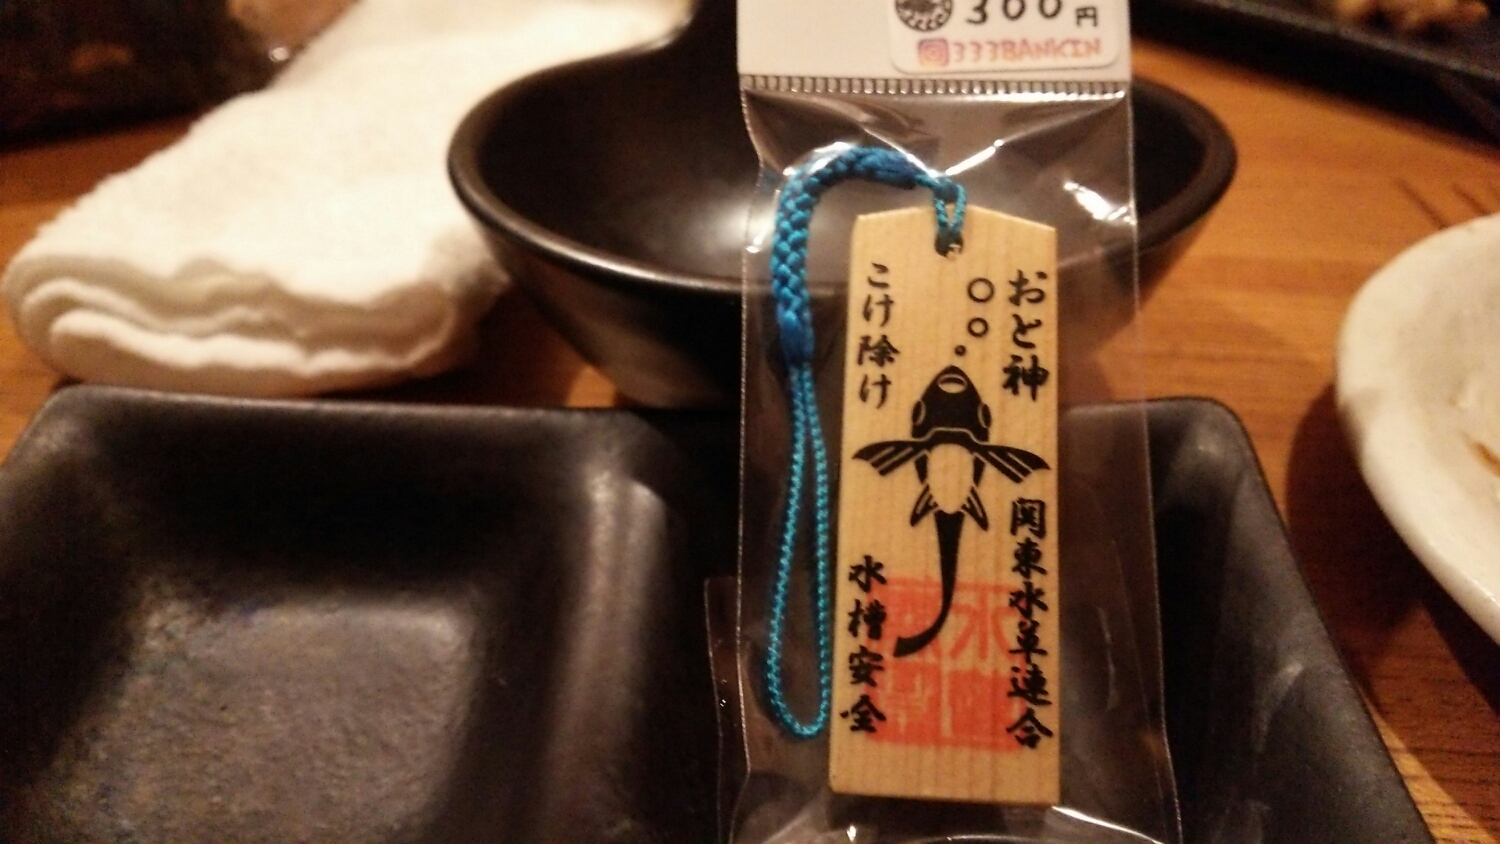 300円
333BANKIN
おと神
関東水草連合
こけ除け
水槽安全